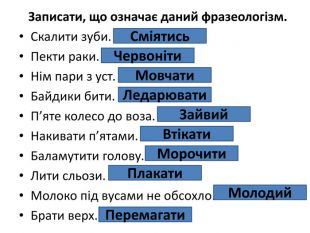 Записати, що означає даний фразеологізм.
• Скалити зуби. Сміятись
• Пекти раки. Червоніти
• Нім пари з уст. Мовчати
• Байдики бити. Ледарювати
• П’яте колесо до воза. Зайвий
• Накивати п’ятами. Втікати
• Баламутити голову. Морочити
• Лити сльози. Плакати
• Молоко під вусами не обсохло. Молодий
• Брати верх. Перемагати